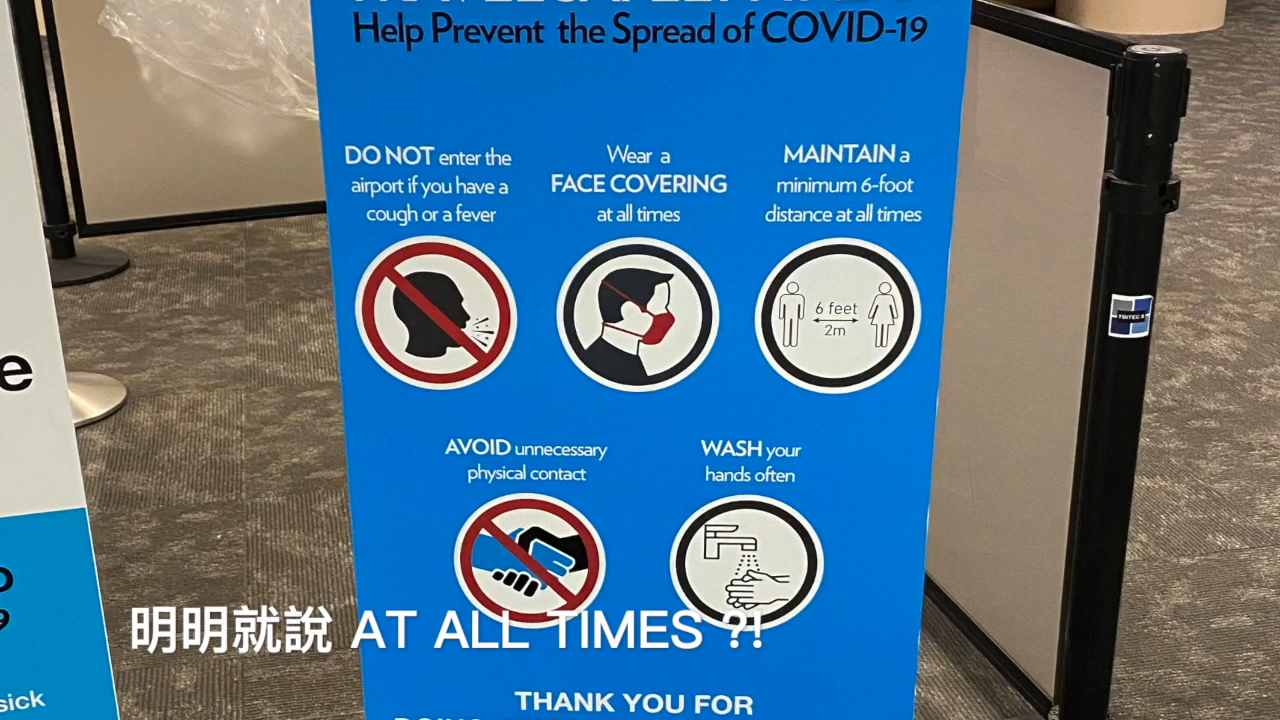 Help Prevent the Spread of COVID-19
DO NOT enter the
airport if you have a
cough or a fever
Wear a
FACE COVERING
at all times
MAINTAIN a
minimum 6-foot
distance at all times
6 feet
2m
AVOID unnecessary
physical contact
WASH your
hands often
明明就說 AT ALL TIMES ?!
THANK YOU FOR
e
9
sick